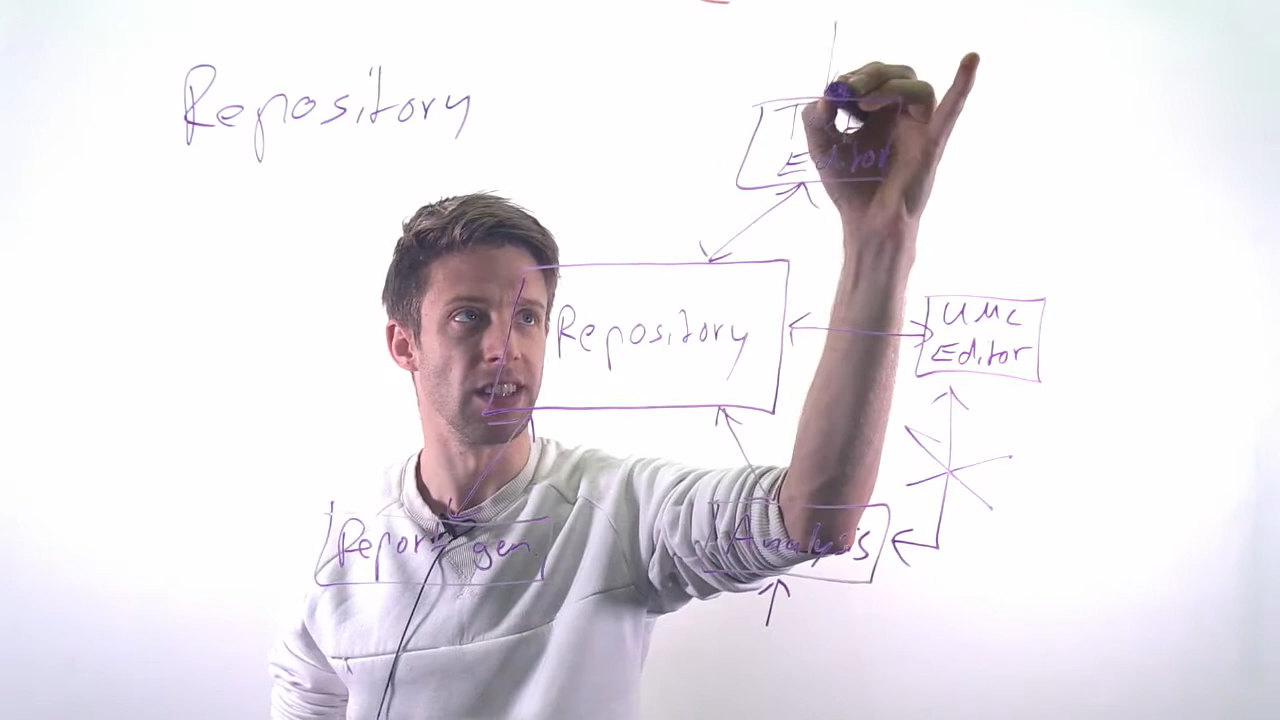 Repository
Editor
Repository
UML
Editor
Report gen.
Analysis